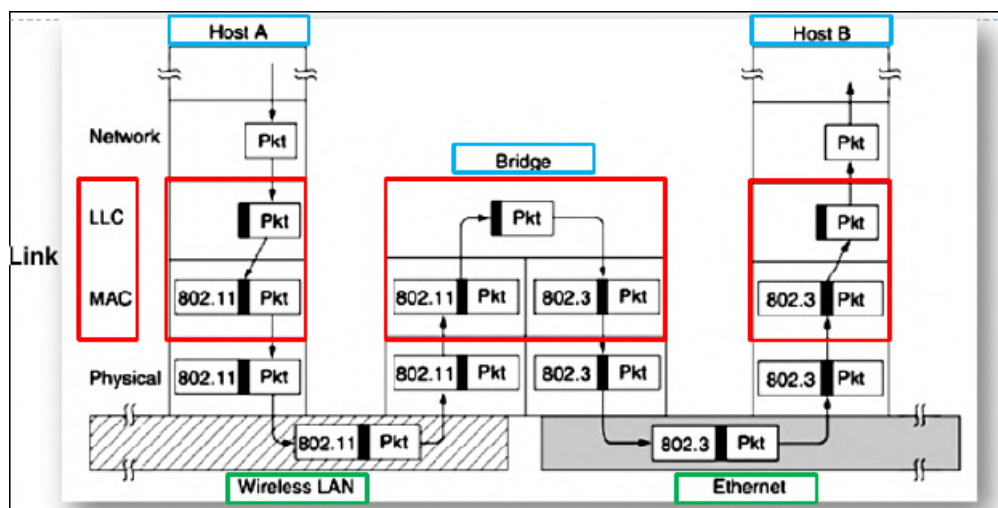 Host A
Host B
Network
Pkt
Pkt
Bridge
LLC
Pkt
Pkt
Pkt
Link
MAC
802.11 Pkt
802.11 Pkt
802.3 Pkt
802.3 Pkt
Physical
802.11 Pkt
802.11 Pkt
802.3 Pkt
802.3 Pkt
802.11 Pkt
802.3 Pkt
Wireless LAN
Ethernet